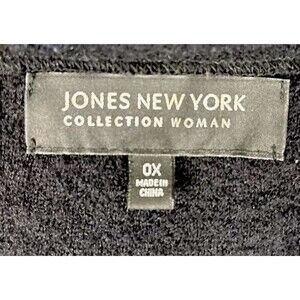 JONES NEW YORK
COLLECTION WOMAN
0X
MADE IN
CHINA